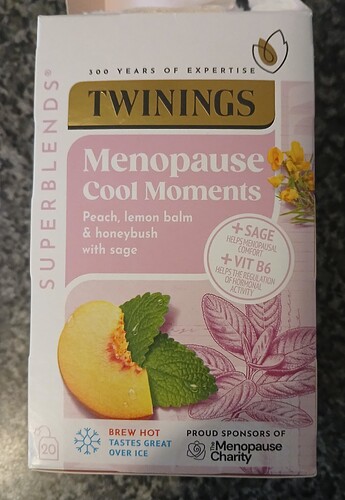 300 YEARS OF EXPERTISE
TWININGS
SUPERBLENDS®
Menopause
Cool Moments
Peach, lemon balm
& honeybush
with sage
+ SAGE
HELPS MENOPAUSAL
COMFORT
+ VIT B6
HELPS THE REGULATION
OF HORMONAL
ACTIVITY
20
BREW HOT
TASTES GREAT
OVER ICE
PROUD SPONSORS OF
The Menopause
Charity